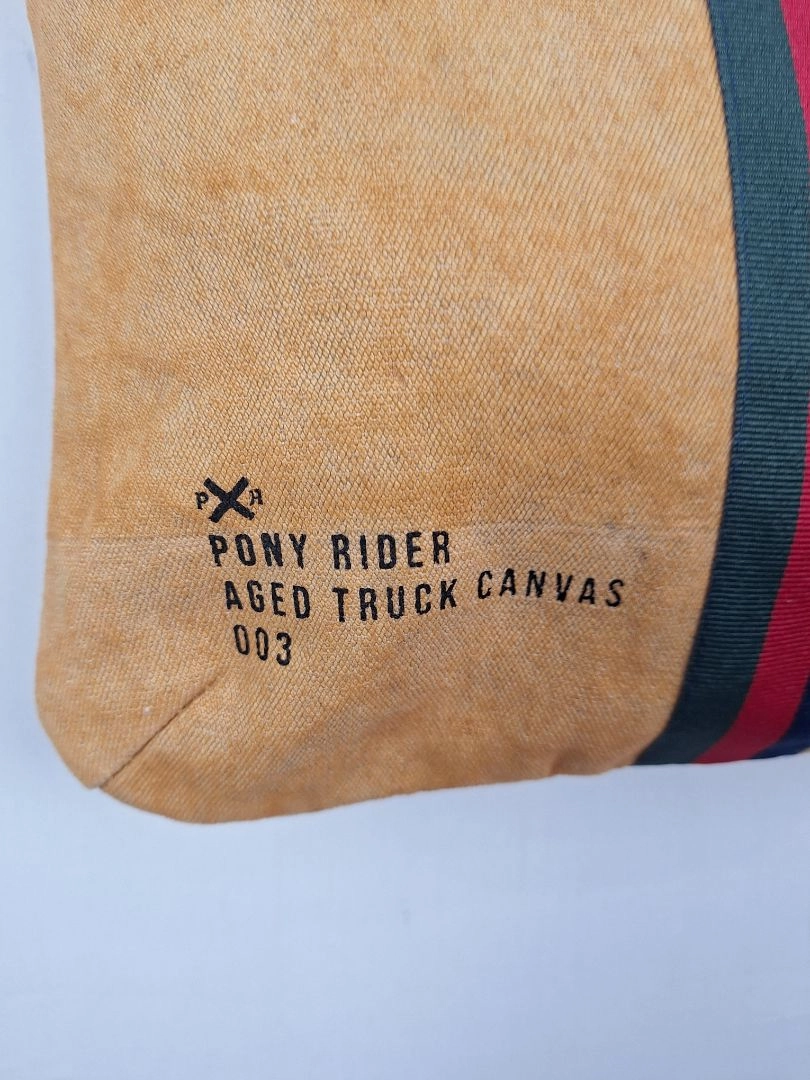 P X R
PONY RIDER
AGED TRUCK CANVAS
003